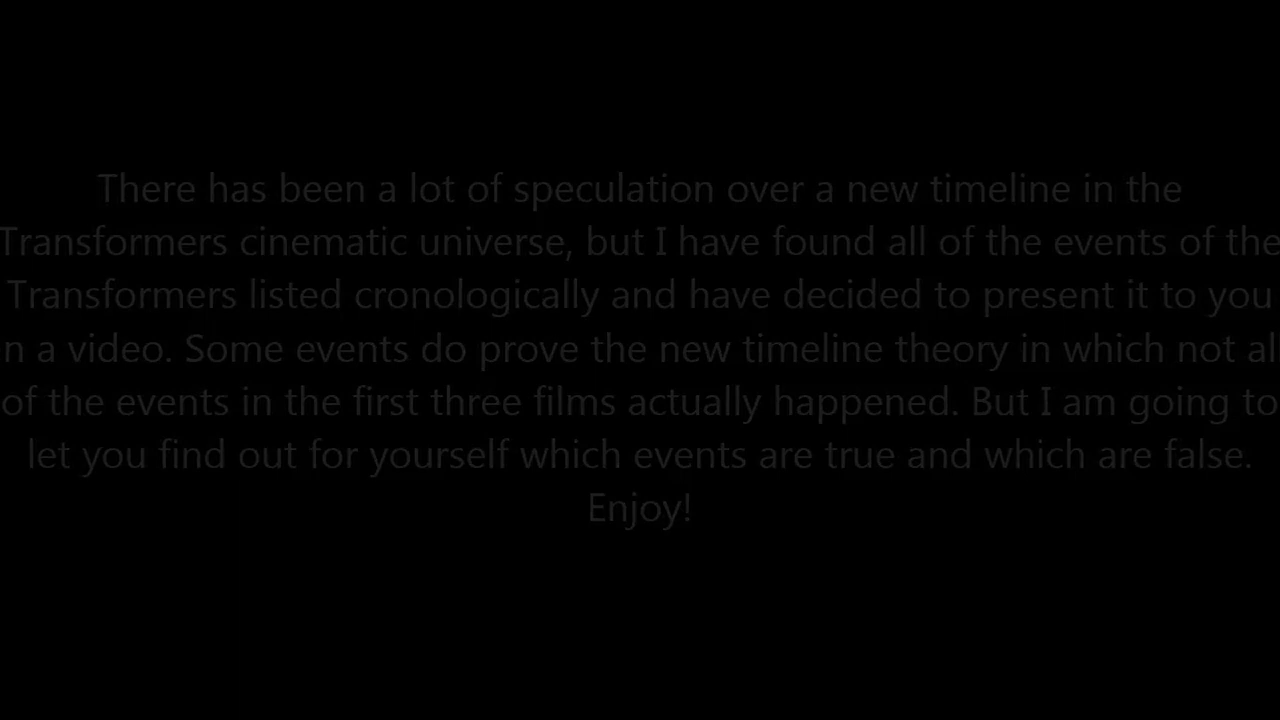 There has been a lot of speculation over a new timeline in the
Transformers cinematic universe, but I have found all of the events of the
Transformers listed cronologically and have decided to present it to you
n a video. Some events do prove the new timeline theory in which not al
of the events in the first three films actually happened. But I am going to
let you find out for yourself which events are true and which are false.
Enjoy!